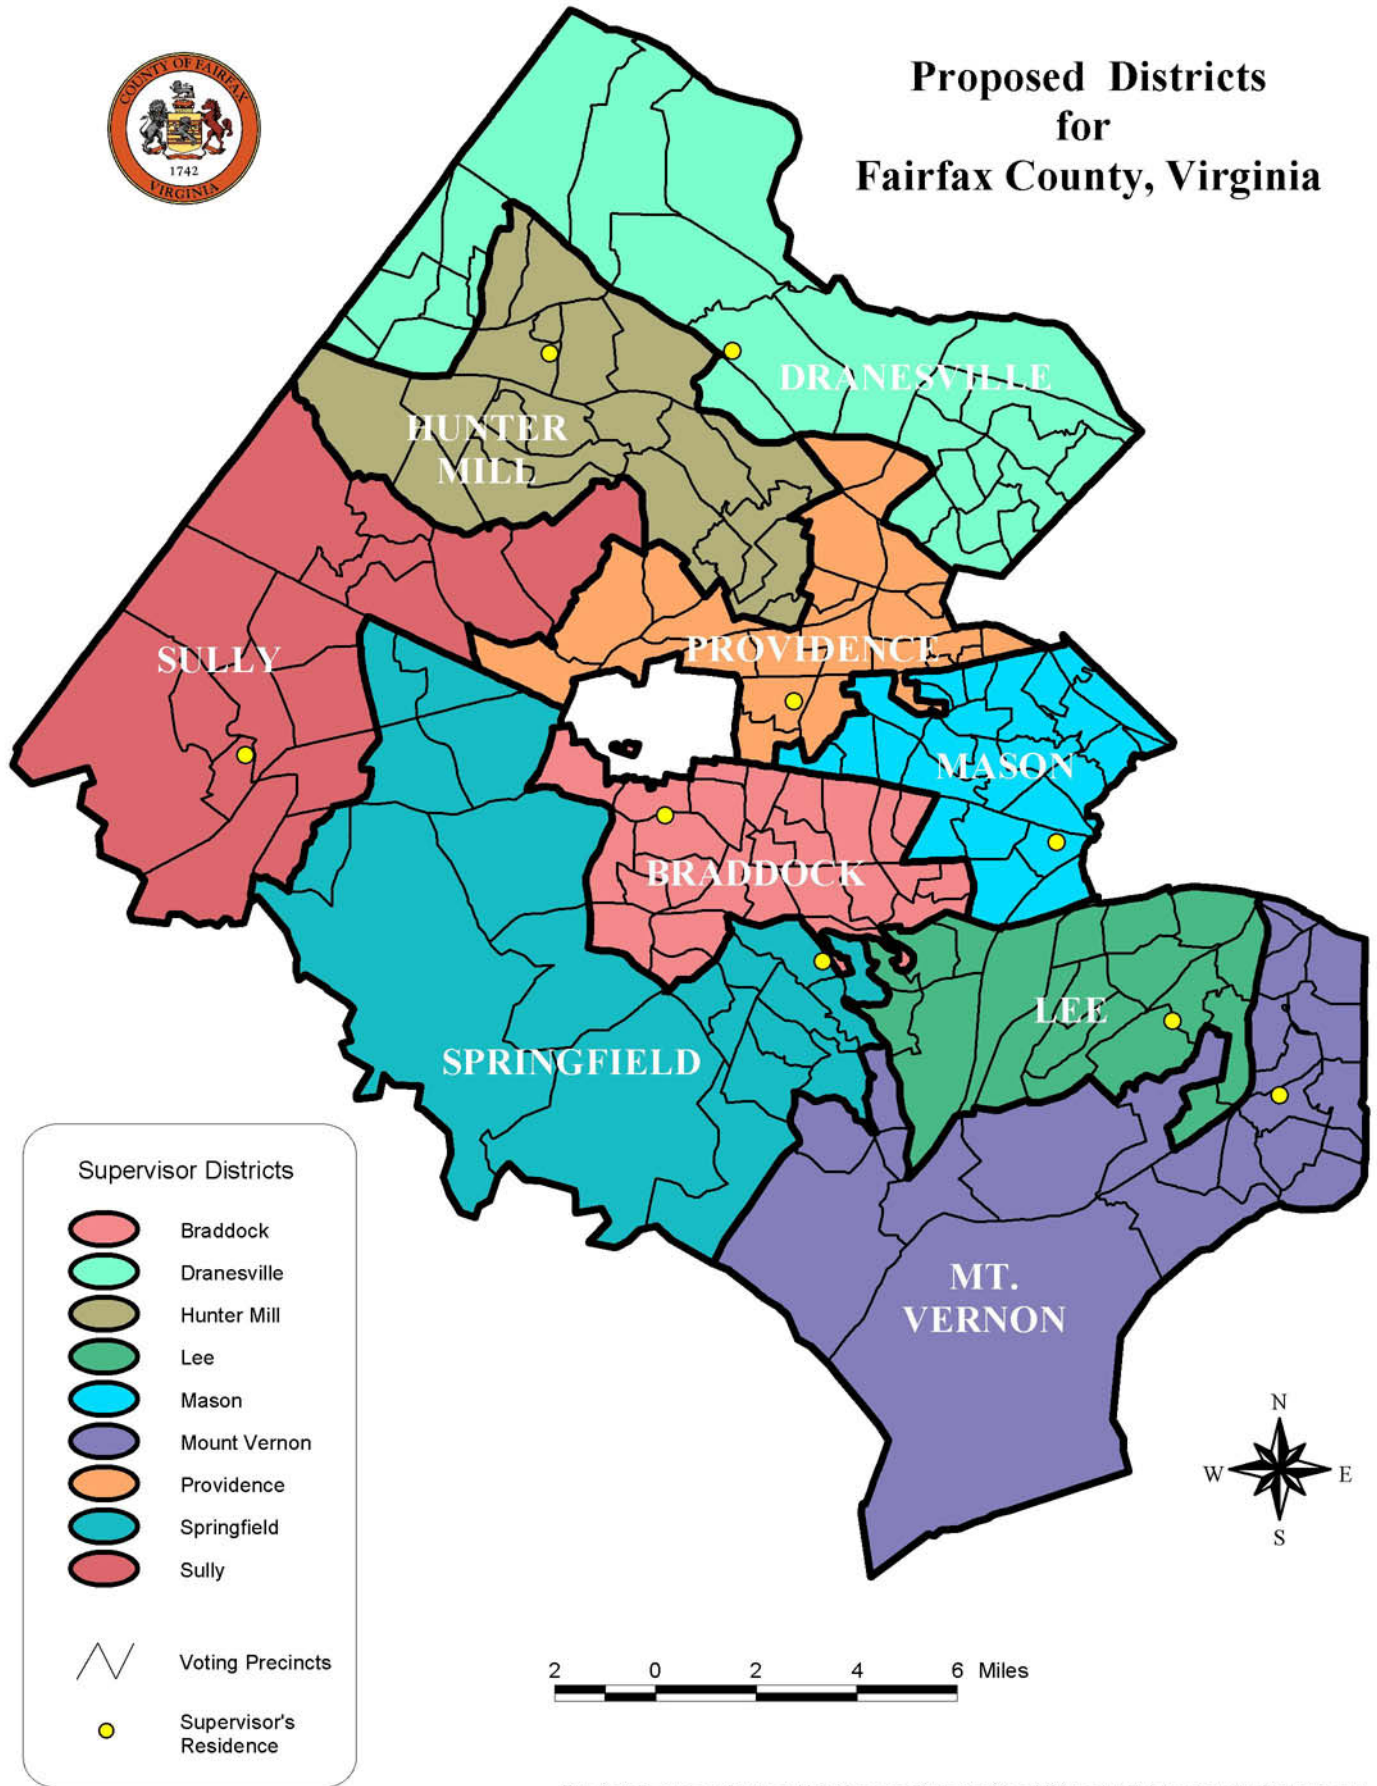 COUNTY OF FAIRFAX
1742
VIRGINIA
Proposed Districts
for
Fairfax County, Virginia
DRANESVILLE
HUNTER
MILL
PROVIDENCE
SULLY
MASON
BRADDOCK
LEE
SPRINGFIELD
MT.
VERNON
Supervisor Districts
Braddock
Dranesville
Hunter Mill
Lee
Mason
Mount Vernon
Providence
Springfield
Sully
Voting Precincts
Supervisor's
Residence
N
W E
S
2 0 2 4 6 Miles